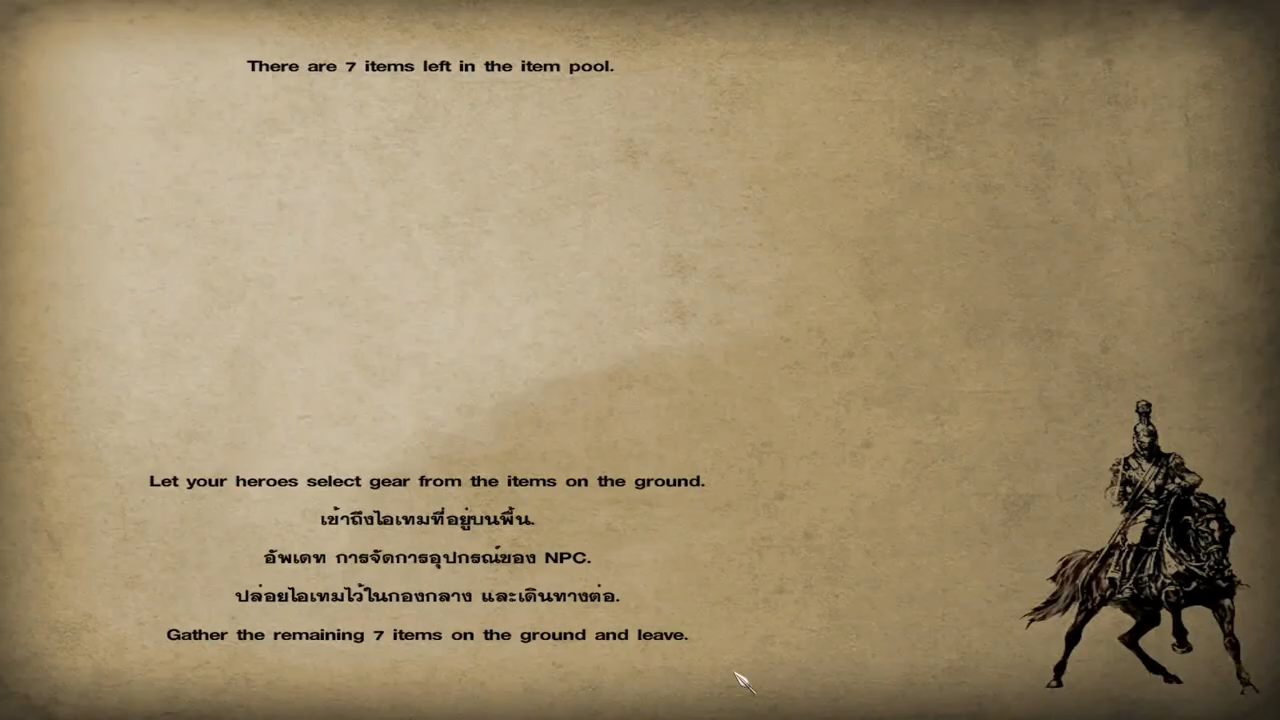 There are 7 items left in the item pool.
Let your heroes select gear from the items on the ground.
เข้าถึงไอเทมที่อยู่บนพื้น.
อัพเดท การจัดการอุปกรณ์ของ NPC.
ปล่อยไอเทมไว้ในกองกลาง และเดินทางต่อ.
Gather the remaining 7 items on the ground and leave.